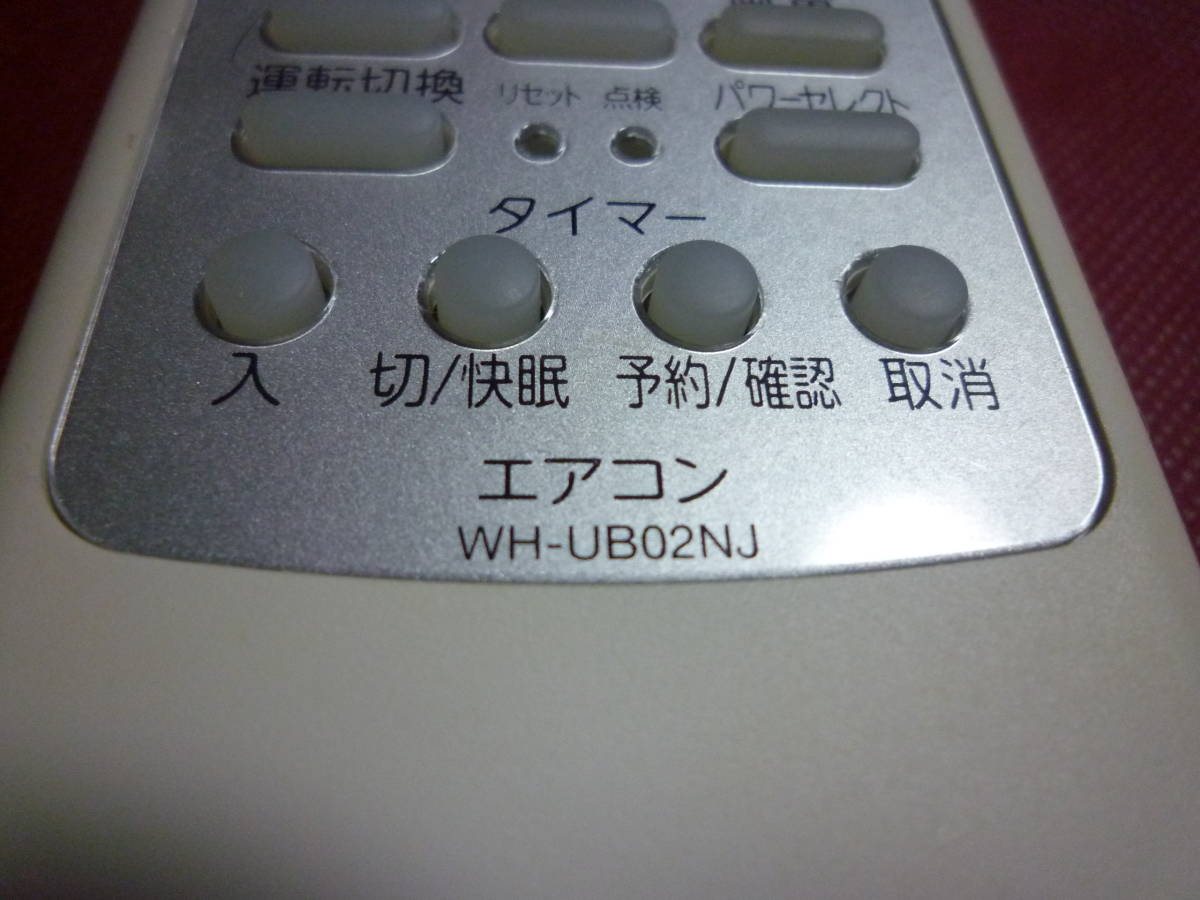 運転切換 リセット 点検 パワーセレクト
タイマー
入 切/快眠 予約/確認 取消
エアコン
WH-UB02NJ